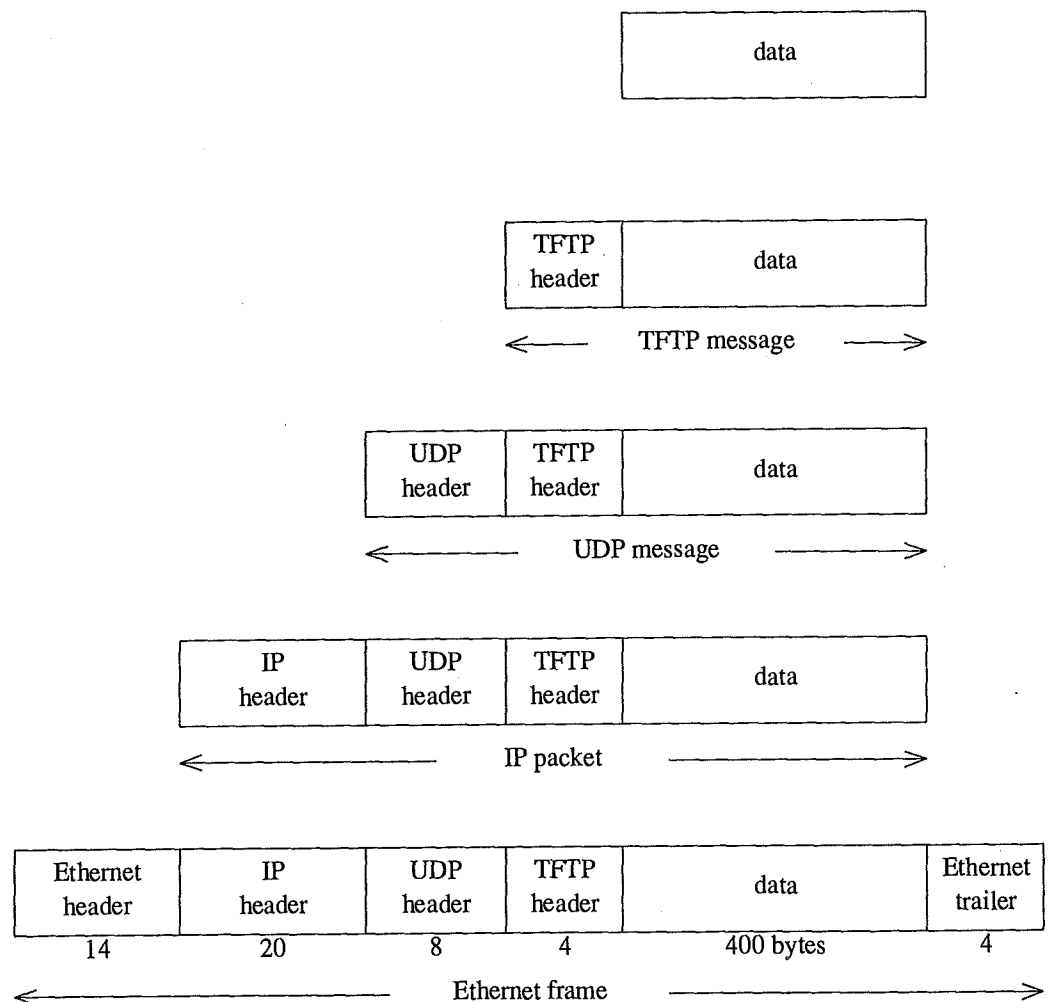 data
TFTP
header
data
TFTP message
UDP
header
TFTP
header
data
UDP message
IP
header
UDP
header
TFTP
header
data
IP packet
Ethernet
header
IP
header
UDP
header
TFTP
header
data
Ethernet
trailer
14
20
8
4
400 bytes
4
Ethernet frame